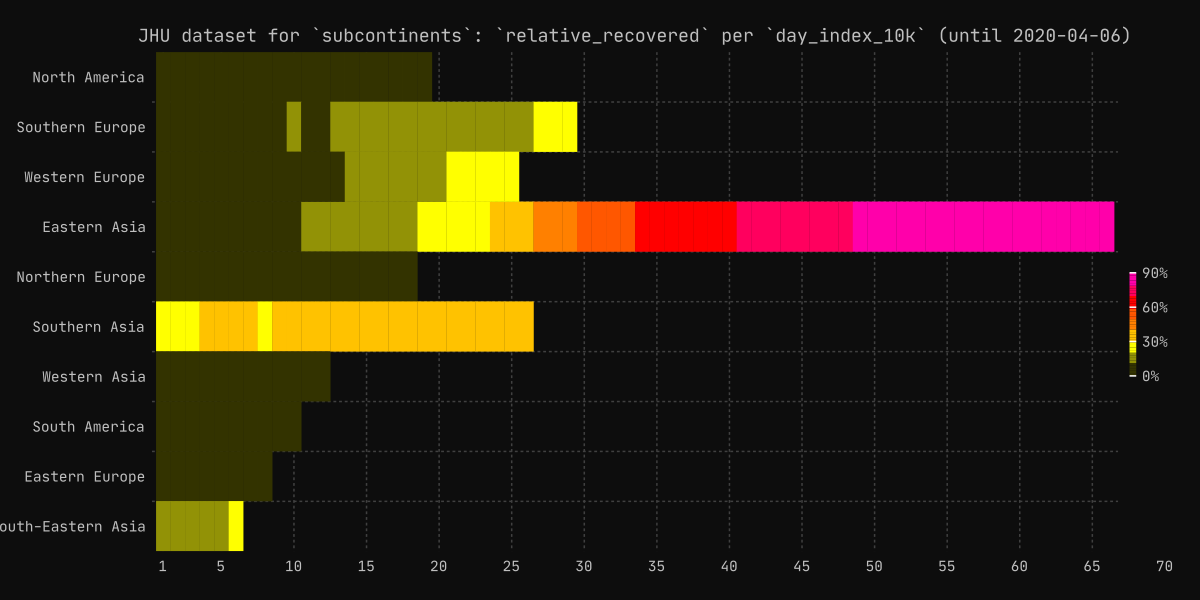 JHU dataset for `subcontinents`: `relative_recovered` per `day_index_10k` (until 2020-04-06)
North America
Southern Europe
Western Europe
Eastern Asia
Northern Europe
Southern Asia
Western Asia
South America
Eastern Europe
outh-Eastern Asia
90%
60%
30%
0%
1 5 10 15 20 25 30 35 40 45 50 55 60 65 70